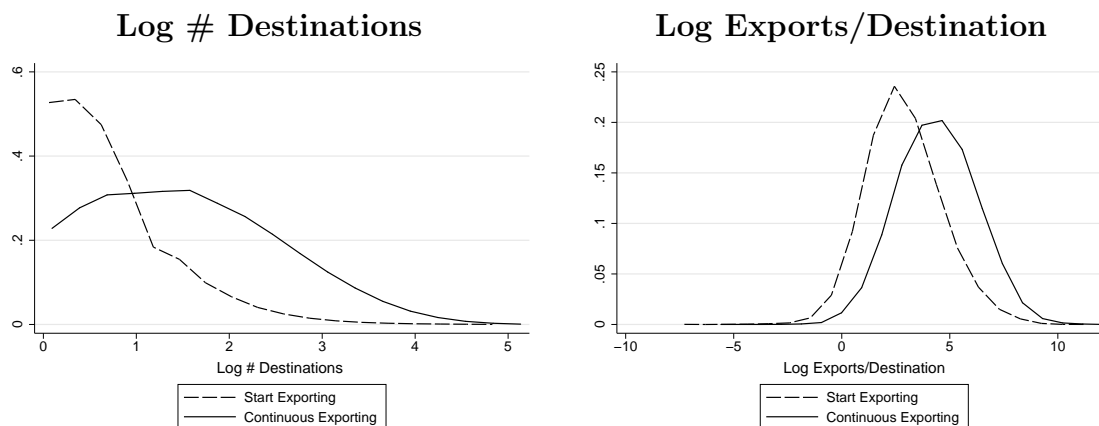 Log # Destinations
.6
.4
.2
0
0 1 2 3 4 5
Log # Destinations
Start Exporting
Continuous Exporting
Log Exports/Destination
.25
.2
.15
.1
.05
0
−10 −5 0 5 10
Log Exports/Destination
Start Exporting
Continuous Exporting